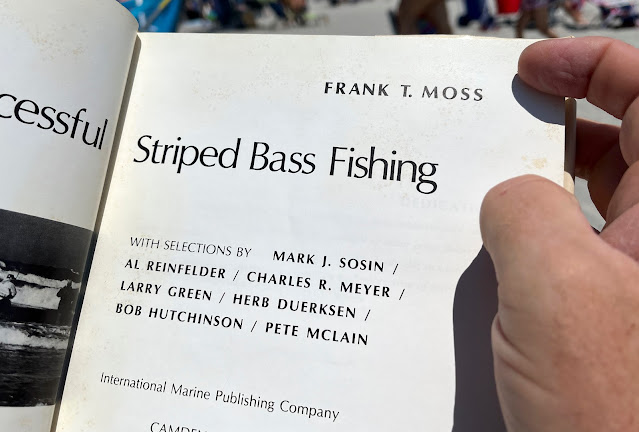 cessful
FRANK T. MOSS
Striped Bass Fishing
WITH SELECTIONS BY MARK J. SOSIN /
AL REINFELDER / CHARLES R. MEYER /
LARRY GREEN / HERB DUERKSEN /
BOB HUTCHINSON / PETE MCLAIN
International Marine Publishing Company
CAMDEN